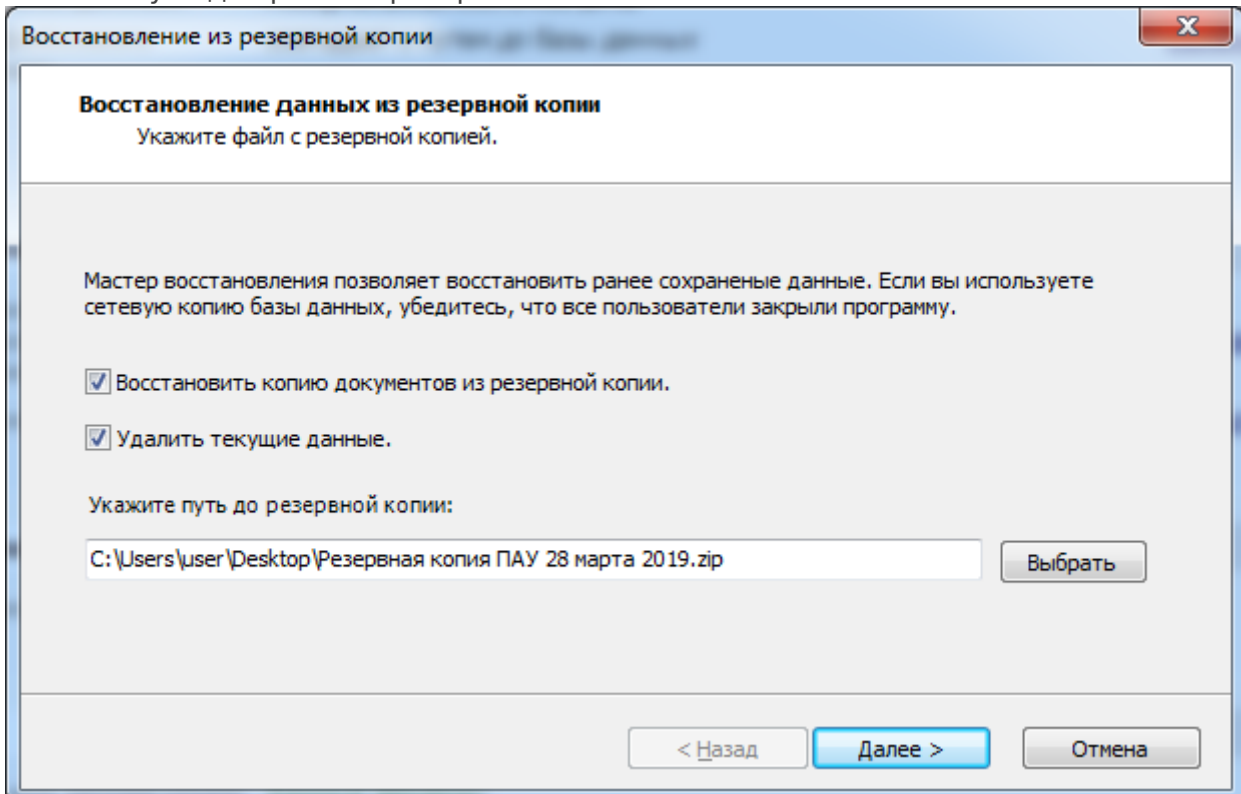 Восстановление из резервной копии
Восстановление данных из резервной копии
Укажите файл с резервной копией.
Мастер восстановления позволяет восстановить ранее сохраненые данные. Если вы используете
сетевую копию базы данных, убедитесь, что все пользователи закрыли программу.
Восстановить копию документов из резервной копии.
Удалить текущие данные.
Укажите путь до резервной копии:
C:\Users\user\Desktop\Резервная копия ПАУ 28 марта 2019.zip
Выбрать
< Назад
Далее >
Отмена